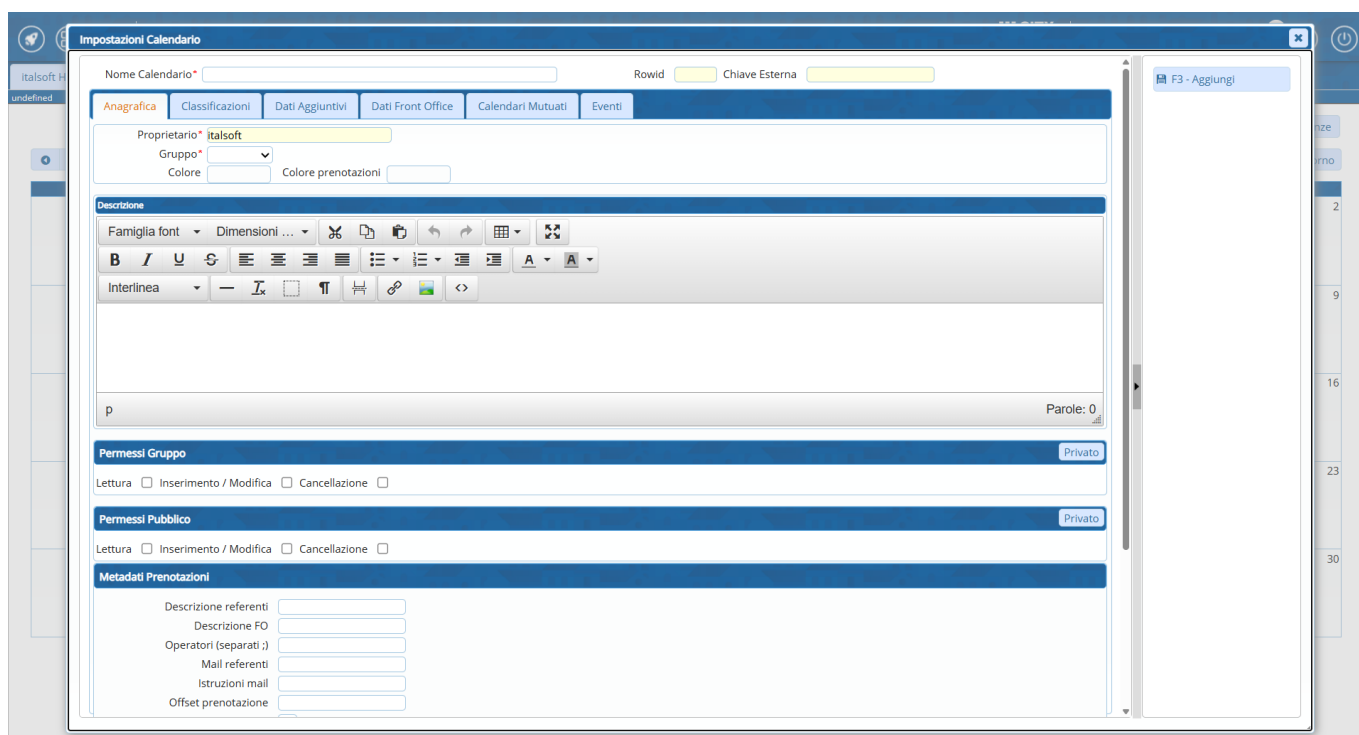 Impostazioni Calendario
Italsoft H
undefined
Nome Calendario* Rowid Chiave Esterna
F3 - Aggiungi
Anagrafica Classificazioni Dati Aggiuntivi Dati Front Office Calendari Mutuati Eventi
Proprietario* italsoft
nze
Gruppo*
Colore Colore prenotazioni
rno
Descrizione
2
Famiglia font Dimensioni ...
B I U S A A
Interlinea
9
16
p Parole: 0
Permessi Gruppo Privato
23
Lettura Inserimento / Modifica Cancellazione
Permessi Pubblico Privato
Lettura Inserimento / Modifica Cancellazione
30
Metadati Prenotazioni
Descrizione referenti
Descrizione FO
Operatori (separati ;)
Mail referenti
Istruzioni mail
Offset prenotazione